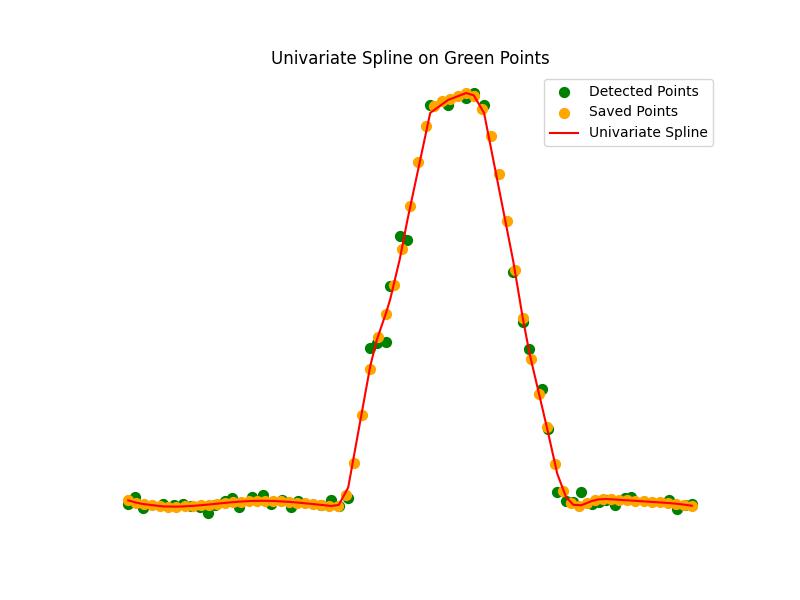 Univariate Spline on Green Points
Detected Points
Saved Points
Univariate Spline